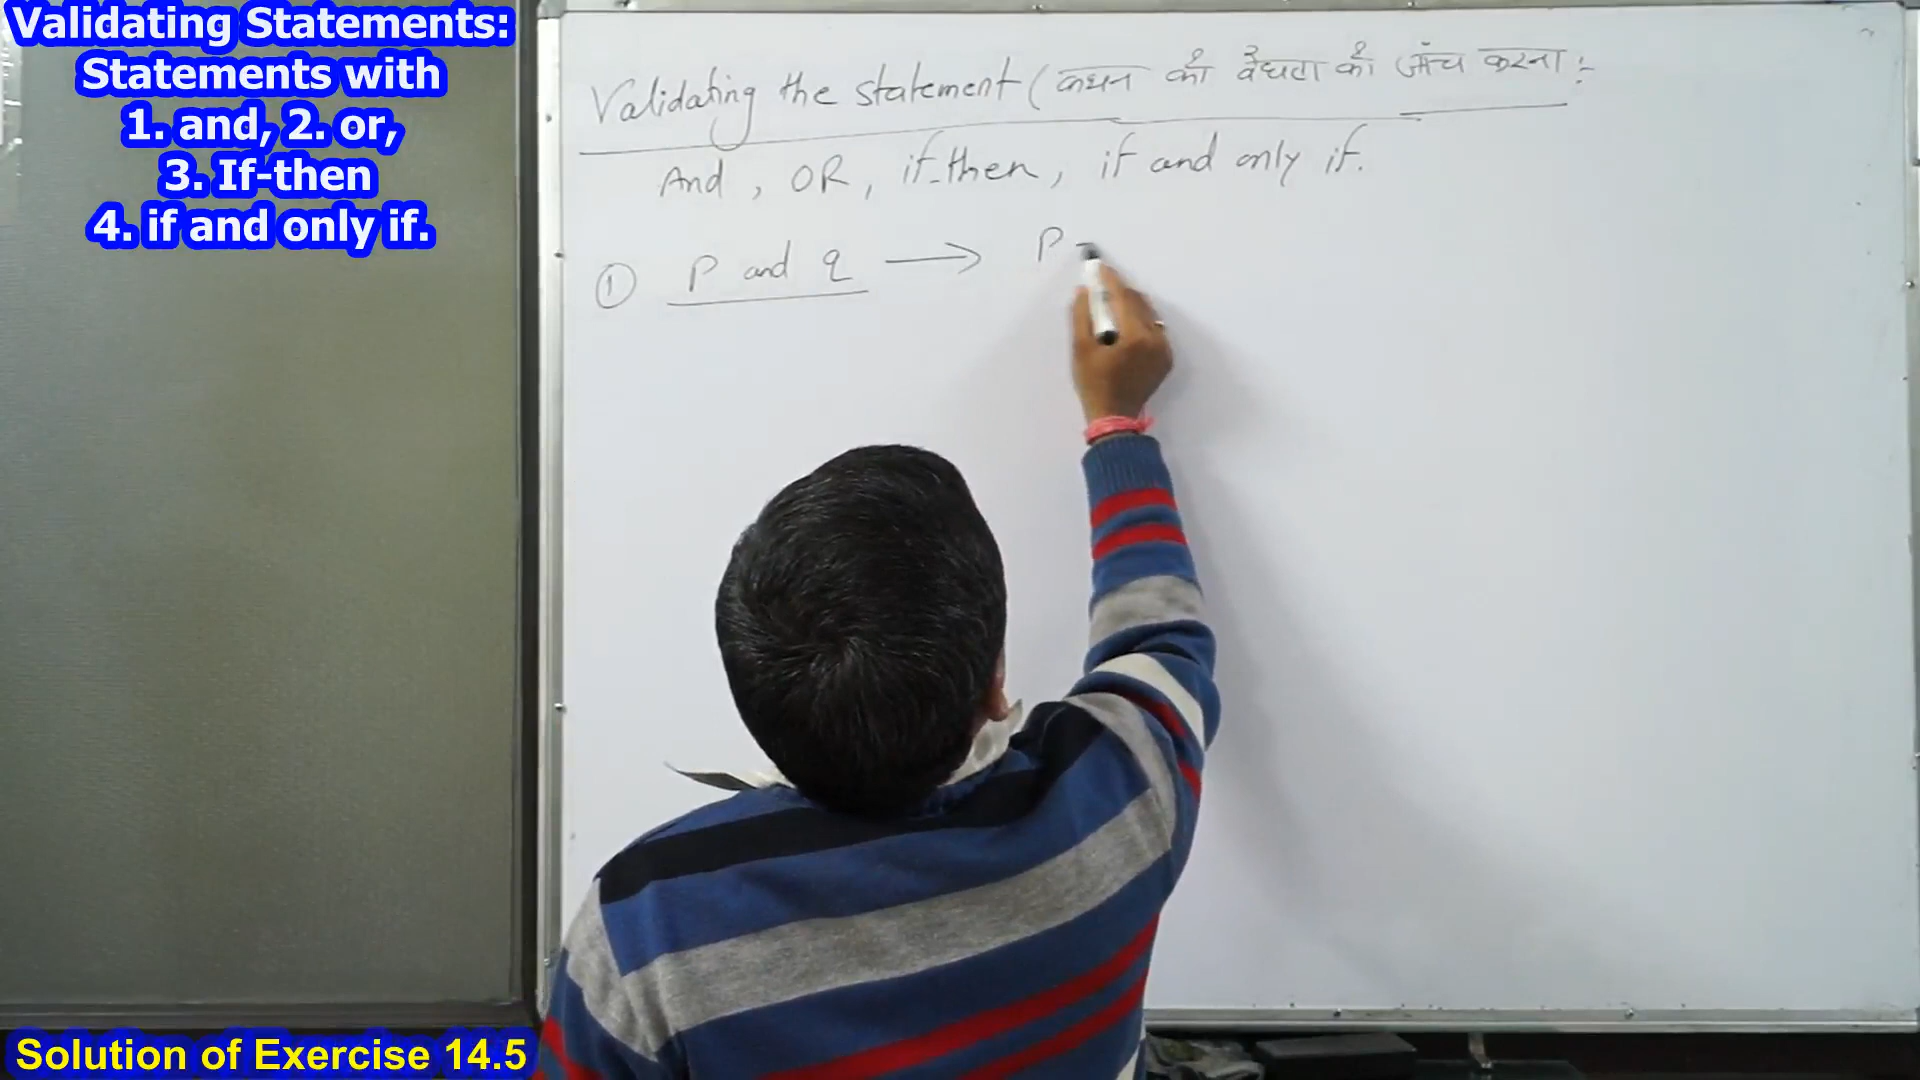 Validating Statements:
Statements with
1. and, 2. or,
3. If-then
4. if and only if.
Validating the statement ( कथन की वैधता की जाँच करना :-
And , OR , if-then , if and only if.
① P and q ⟶ P
Solution of Exercise 14.5